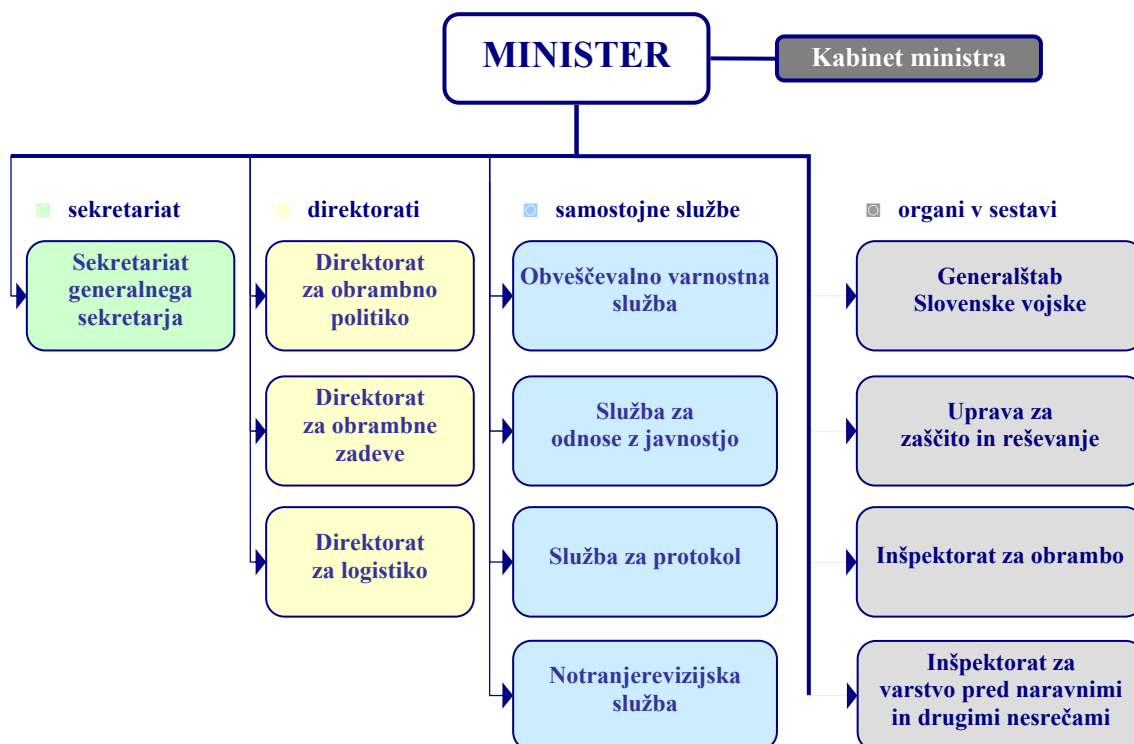 MINISTER
Kabinet ministra
sekretariat
Sekretariat
generalnega
sekretarja
direktorati
Direktorat
za obrambno
politiko
Direktorat
za obrambne
zadeve
Direktorat
za logistiko
samostojne službe
Obveščevalno varnostna
služba
Služba za
odnose z javnostjo
Služba za protokol
Notranjerevizijska
služba
organi v sestavi
Generalštab
Slovenske vojske
Uprava za
zaščito in reševanje
Inšpektorat za obrambo
Inšpektorat za
varstvo pred naravnimi
in drugimi nesrečami